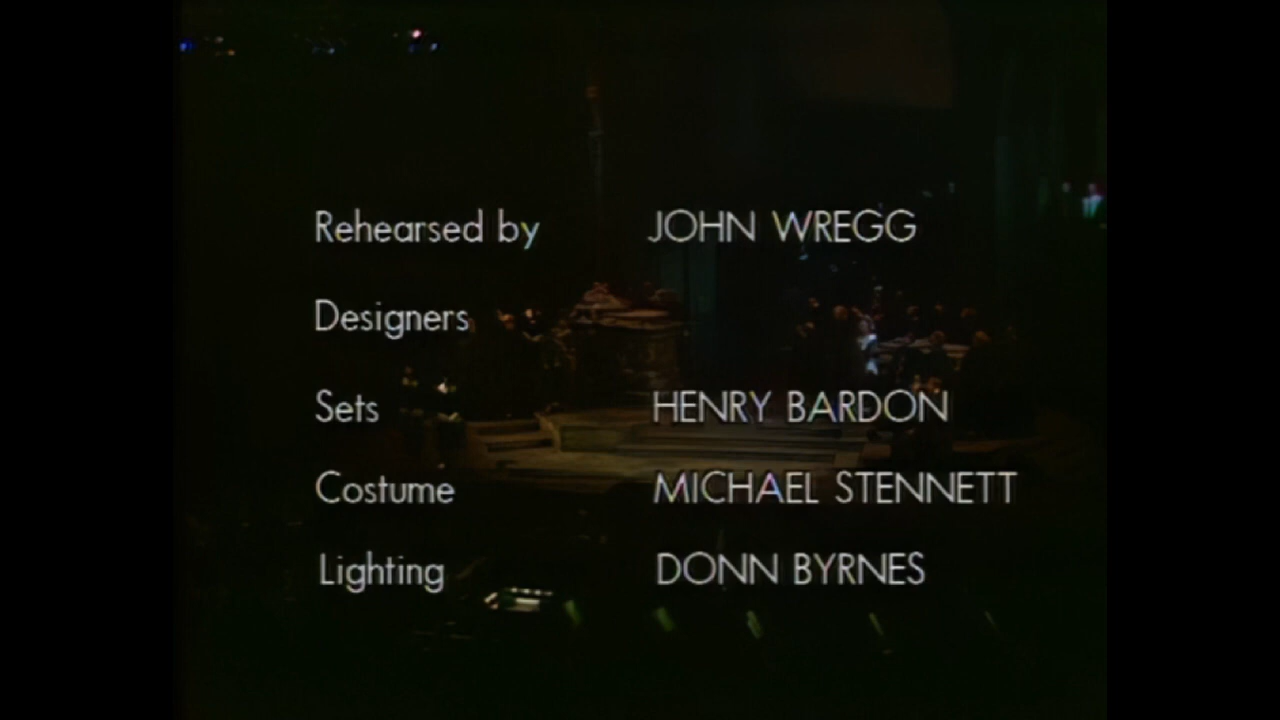 Rehearsed by JOHN WREGG
Designers
Sets HENRY BARDON
Costume MICHAEL STENNETT
Lighting DONN BYRNES